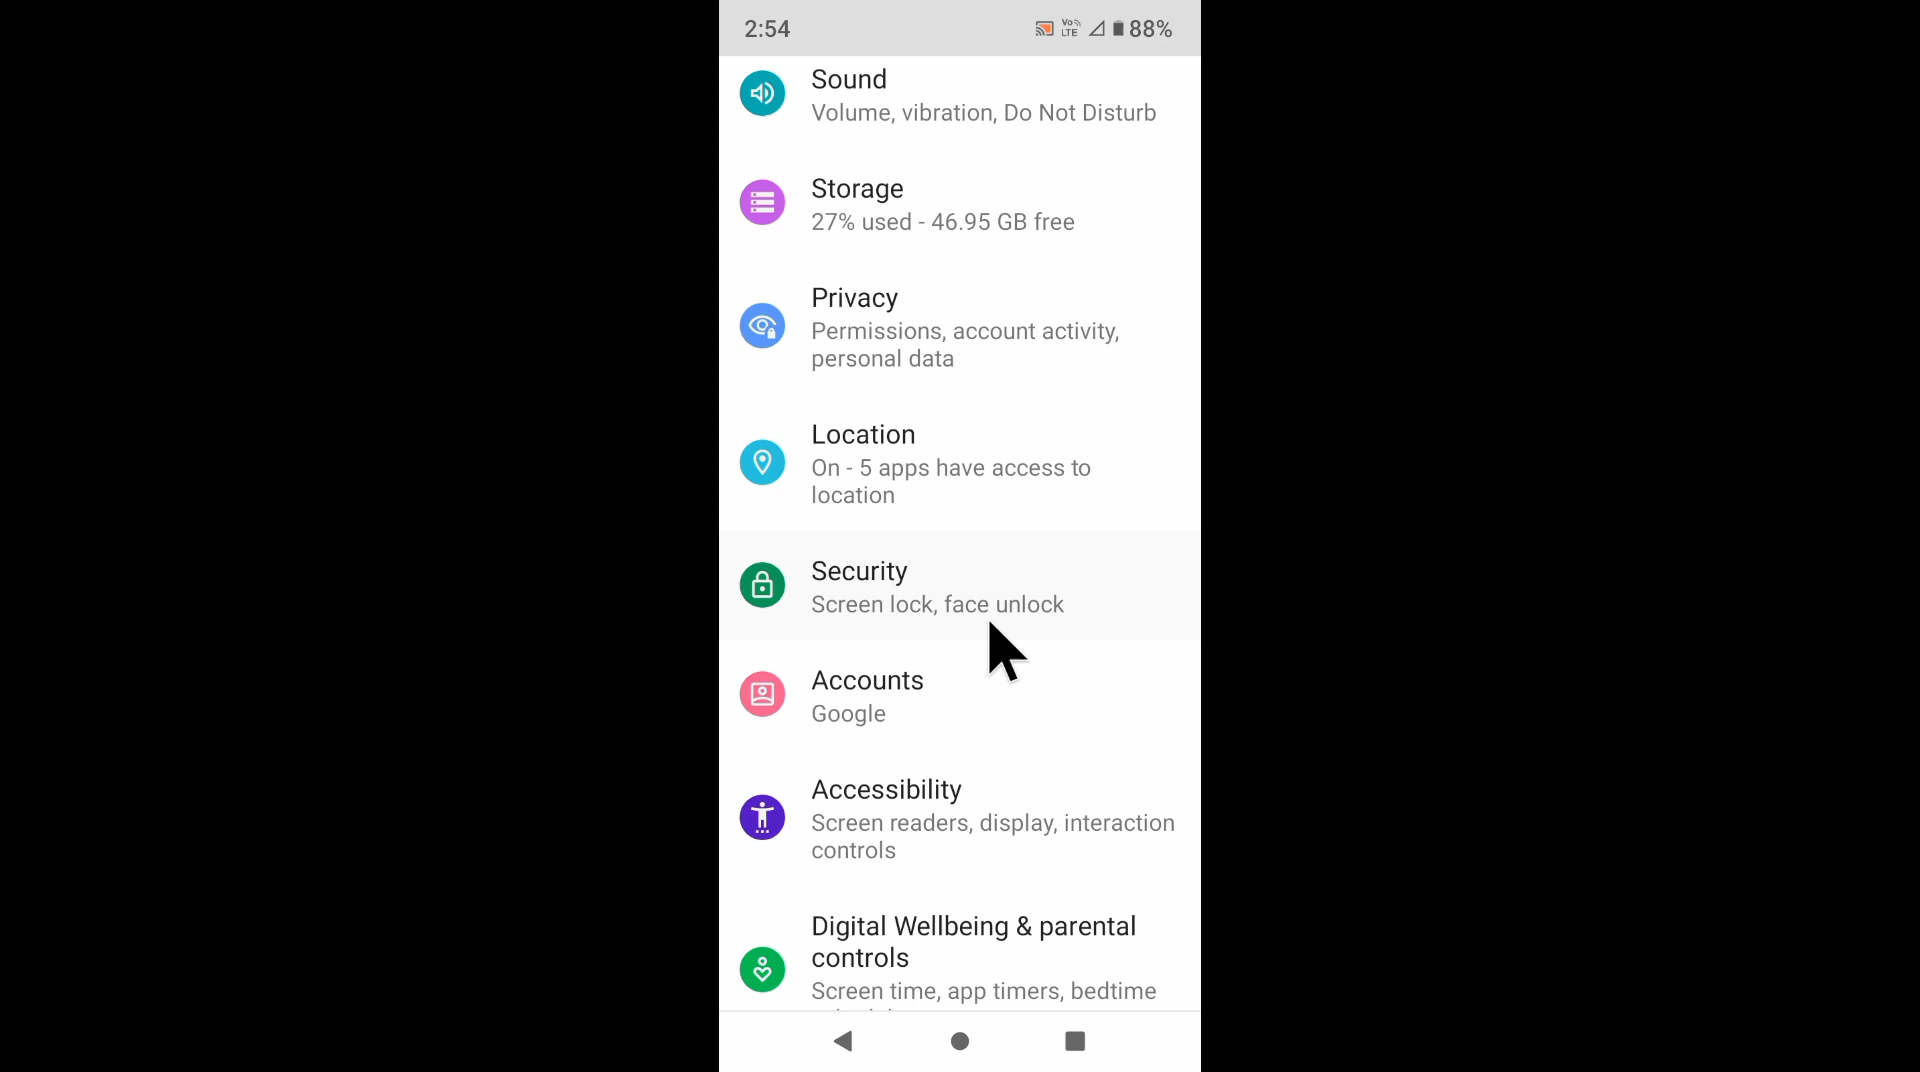 2:54
Vo LTE
88%
Sound
Volume, vibration, Do Not Disturb
Storage
27% used - 46.95 GB free
Privacy
Permissions, account activity,
personal data
Location
On - 5 apps have access to
location
Security
Screen lock, face unlock
Accounts
Google
Accessibility
Screen readers, display, interaction
controls
Digital Wellbeing & parental
controls
Screen time, app timers, bedtime